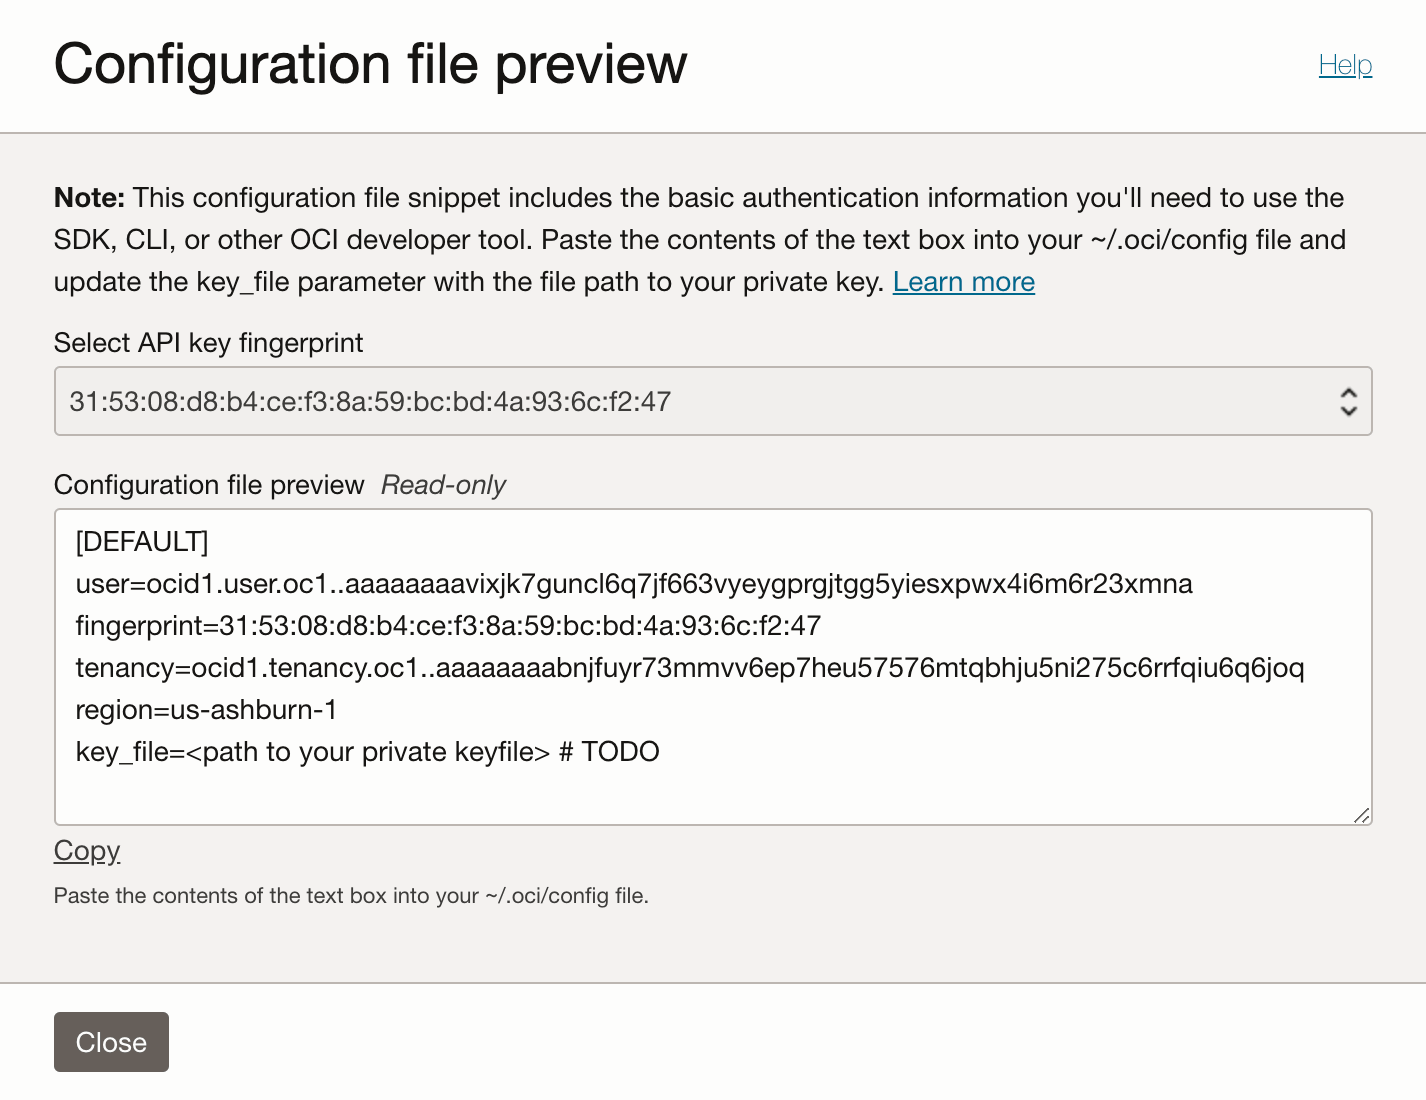 Configuration file preview
Help
Note: This configuration file snippet includes the basic authentication information you'll need to use the
SDK, CLI, or other OCI developer tool. Paste the contents of the text box into your ~/.oci/config file and
update the key_file parameter with the file path to your private key. Learn more
Select API key fingerprint
31:53:08:d8:b4:ce:f3:8a:59:bc:bd:4a:93:6c:f2:47
Configuration file preview Read-only
[DEFAULT]
user=ocid1.user.oc1..aaaaaaaavixjk7guncl6q7jf663vyeygprgjtgg5yiesxpwx4i6m6r23xmna
fingerprint=31:53:08:d8:b4:ce:f3:8a:59:bc:bd:4a:93:6c:f2:47
tenancy=ocid1.tenancy.oc1..aaaaaaaabnjfuyr73mmvv6ep7heu57576mtqbhju5ni275c6rrfqiu6q6joq
region=us-ashburn-1
key_file=<path to your private keyfile> # TODO
Copy
Paste the contents of the text box into your ~/.oci/config file.
Close